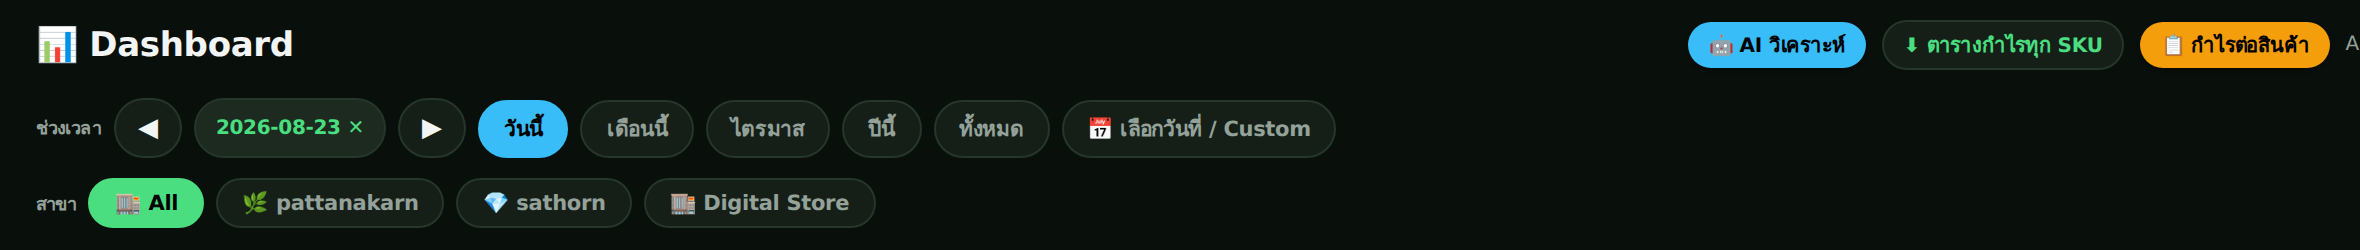 📊 Dashboard
🤖 AI วิเคราะห์ ⬇ ตารางกำไรทุก SKU 📋 กำไรต่อสินค้า A
ช่วงเวลา ◀ 2026-08-23 ✕ ▶ วันนี้ เดือนนี้ ไตรมาส ปีนี้ ทั้งหมด 📅 เลือกวันที่ / Custom
สาขา 🏬 All 🌿 pattanakarn 💎 sathorn 🏬 Digital Store